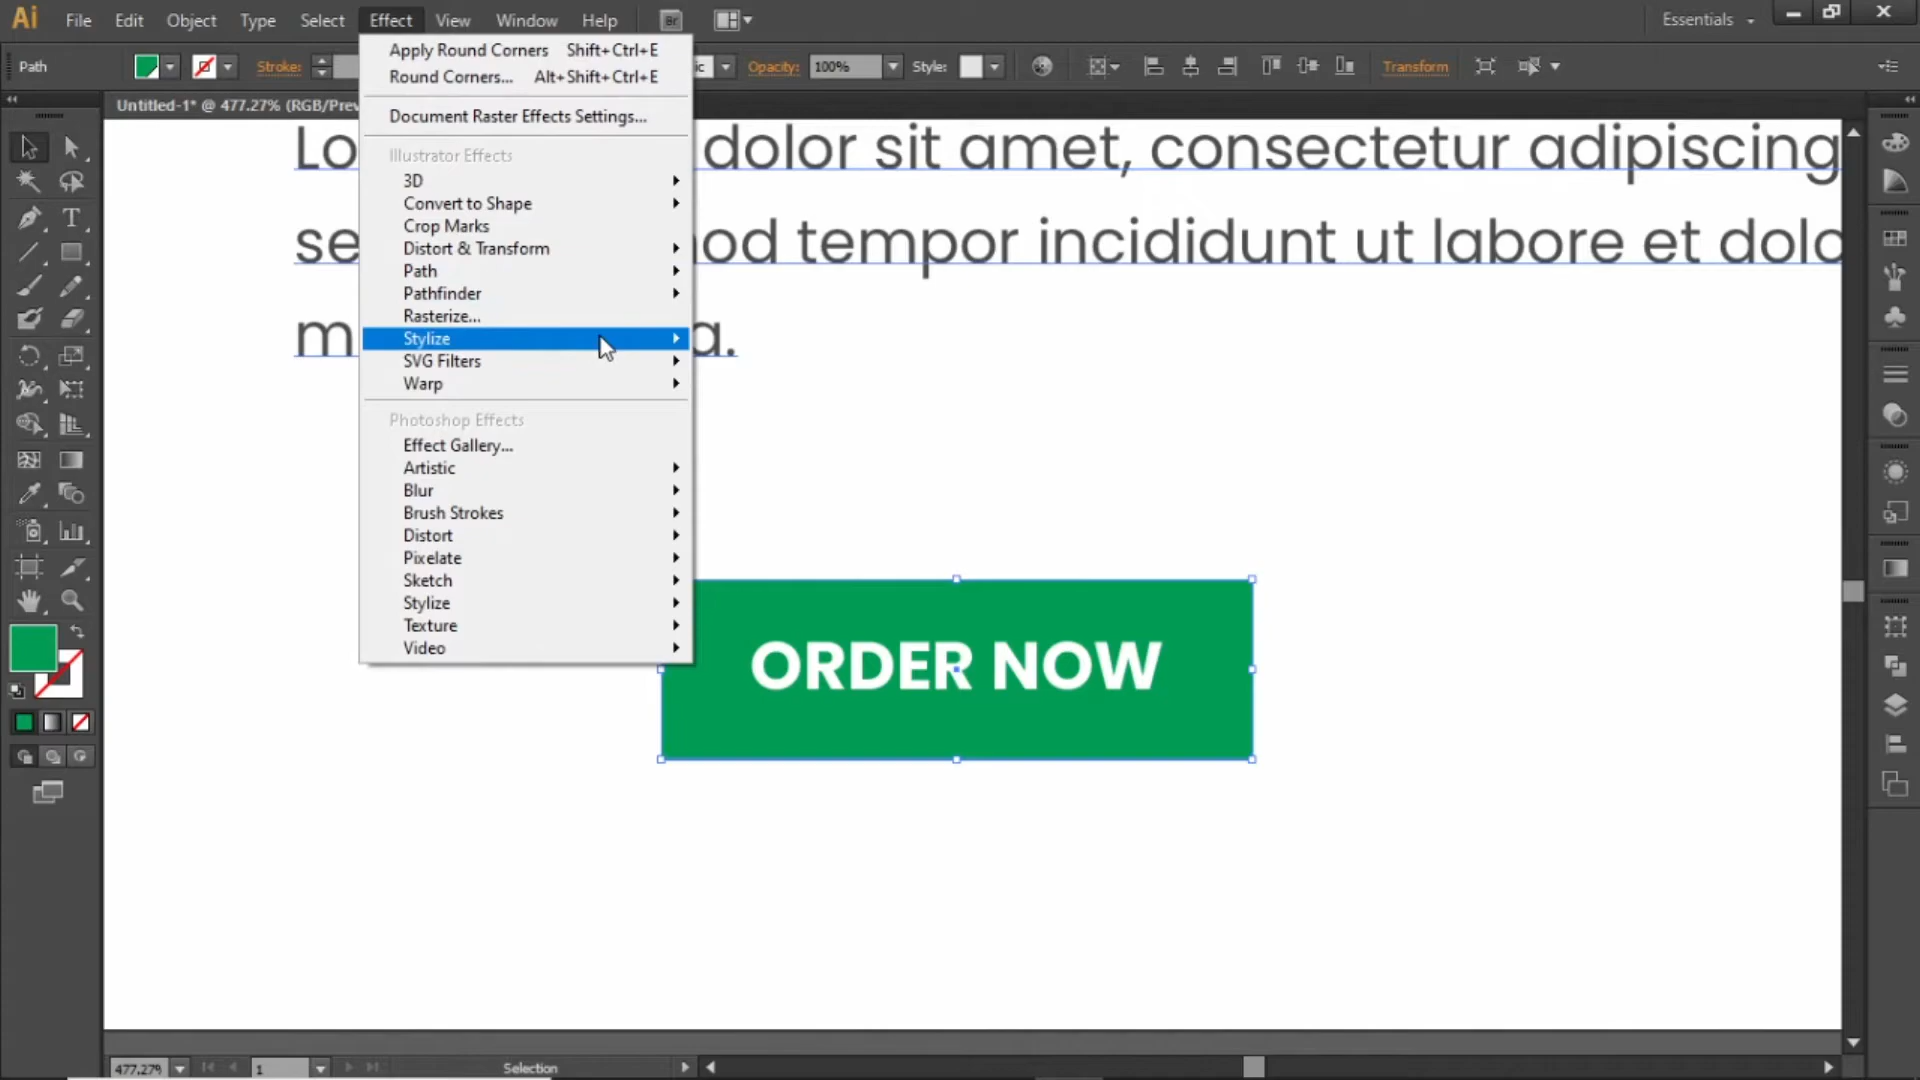 Ai File Edit Object Type Select Effect View Window Help Br Essentials
Path Stroke: Opacity: 100% Style: Transform
Untitled-1* @ 477.27% (RGB/Prev
Apply Round Corners Shift+Ctrl+E
Round Corners... Alt+Shift+Ctrl+E
Document Raster Effects Settings...
Illustrator Effects
3D
Convert to Shape
Crop Marks
Distort & Transform
Path
Pathfinder
Rasterize...
Stylize
SVG Filters
Warp
Photoshop Effects
Effect Gallery...
Artistic
Blur
Brush Strokes
Distort
Pixelate
Sketch
Stylize
Texture
Video
Lo dolor sit amet, consectetur adipiscing
se od tempor incididunt ut labore et dolo
m a.
ORDER NOW
477.27% 1 Selection